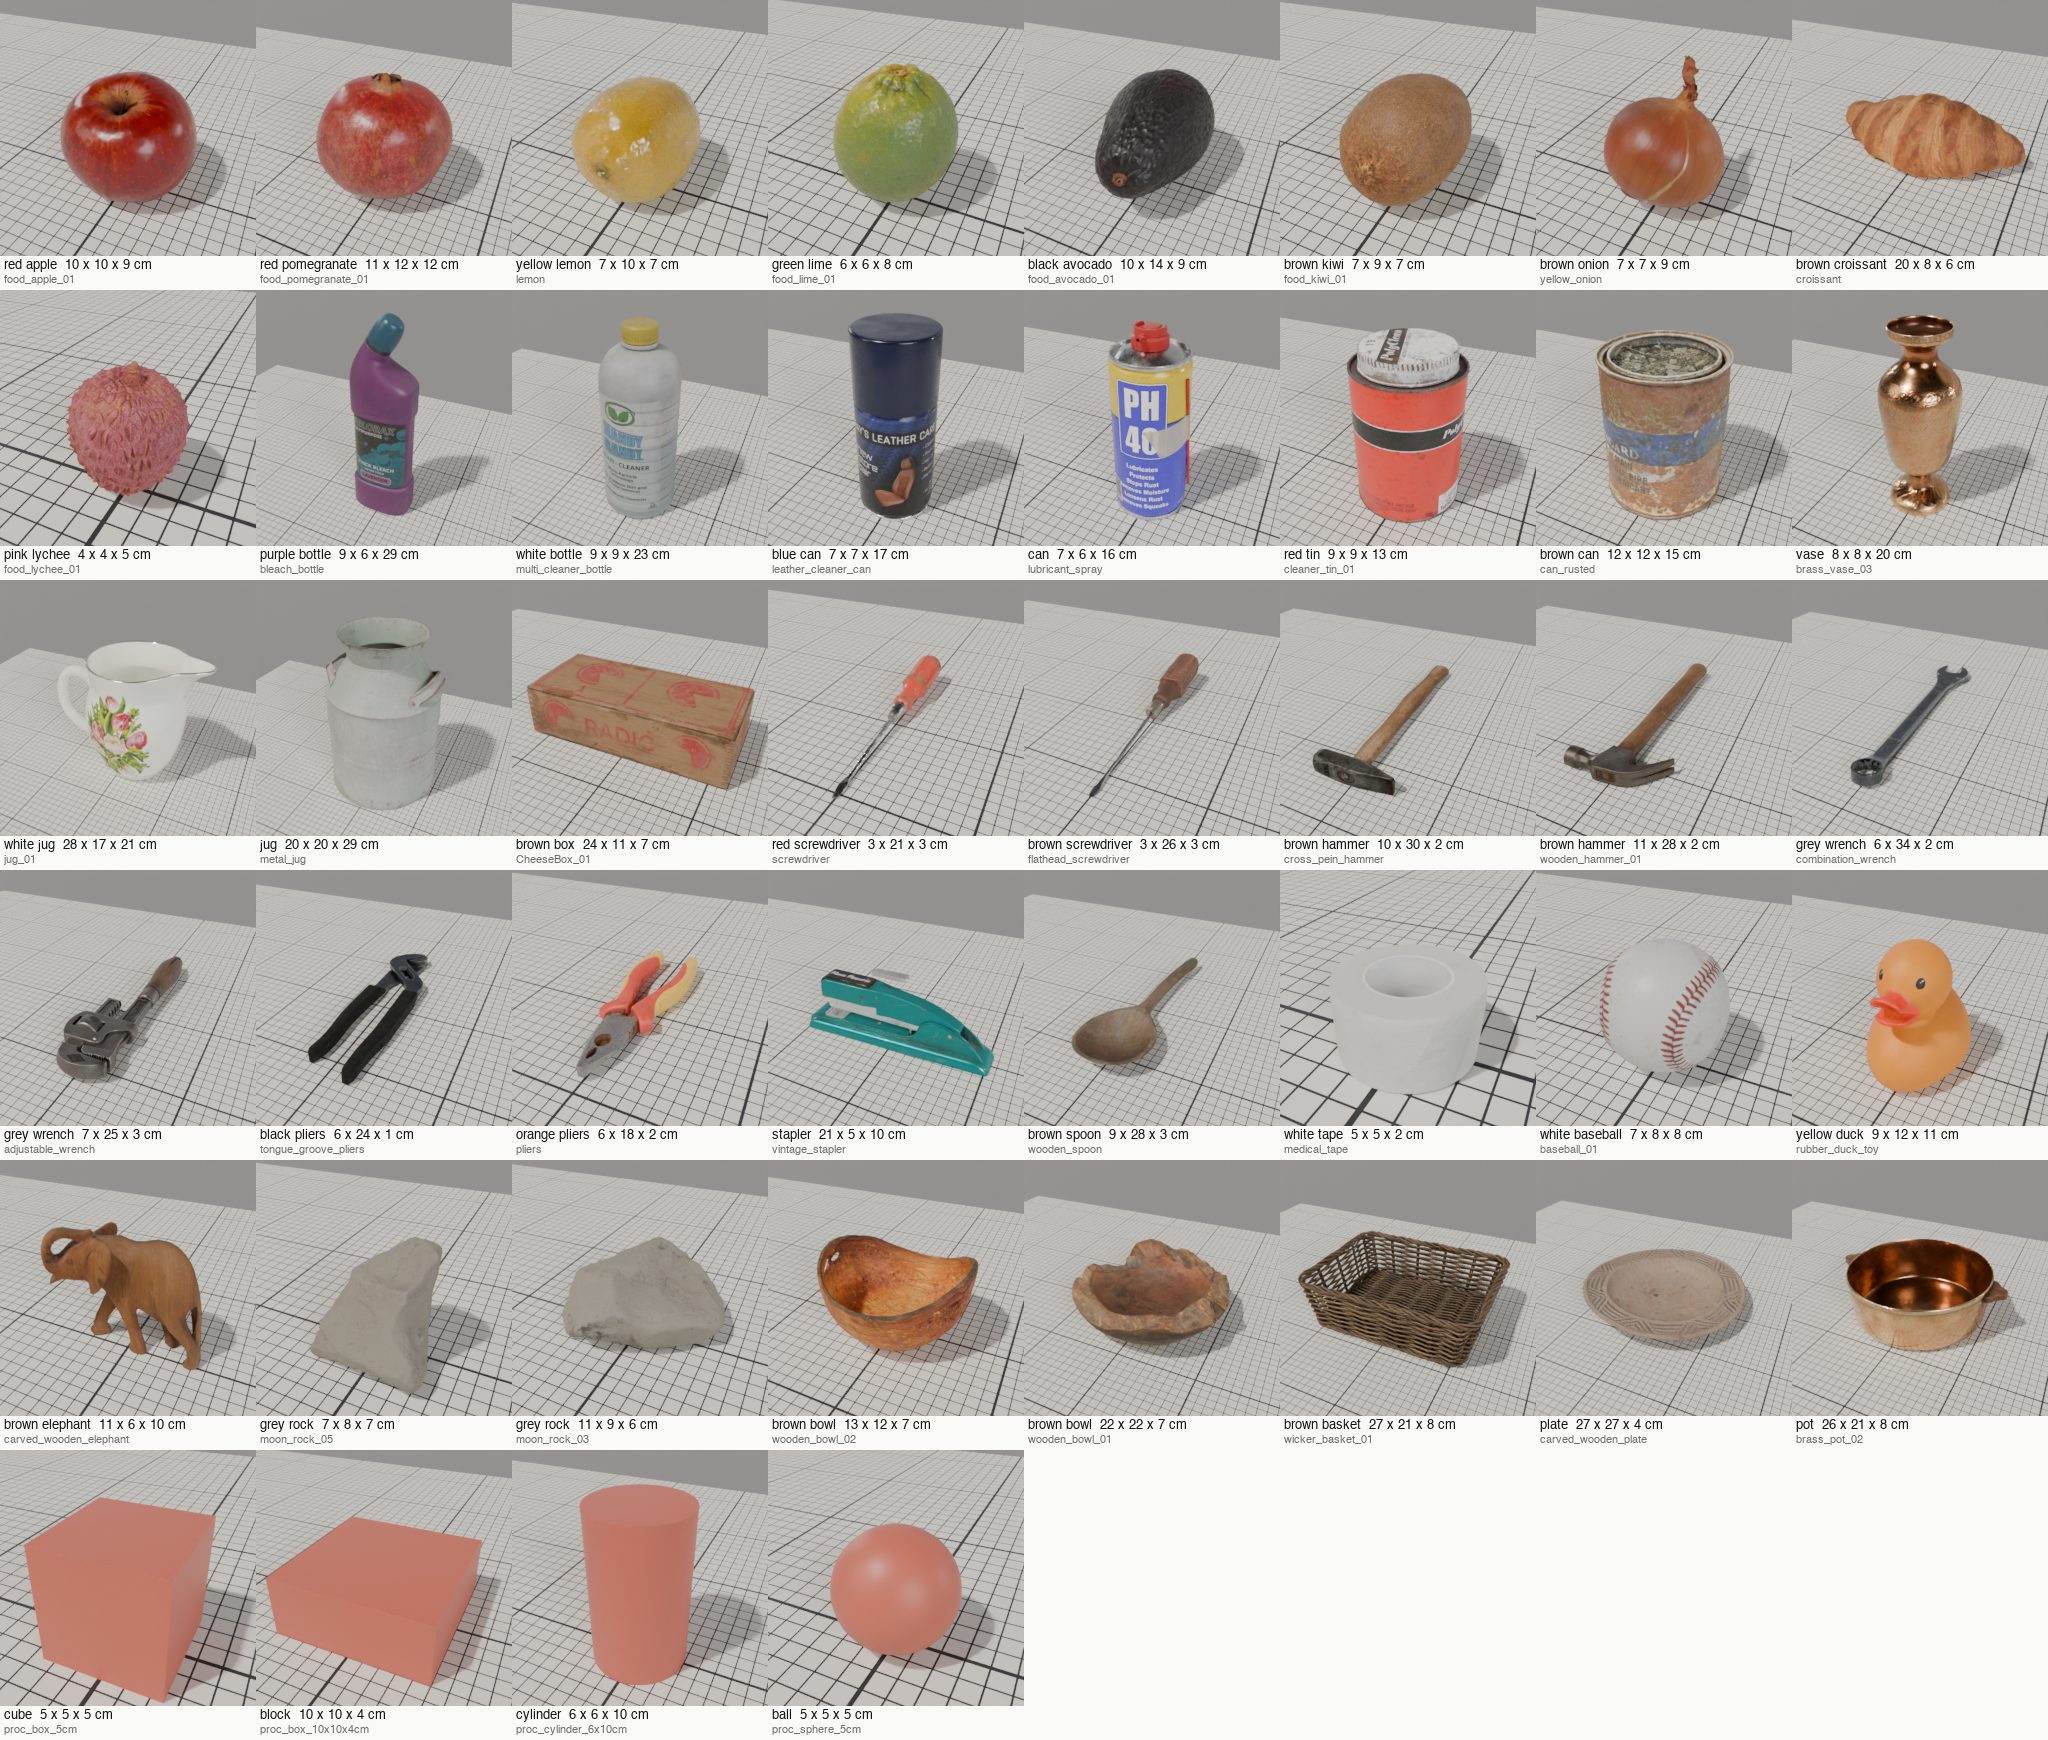 red apple 10 x 10 x 9 cm
food_apple_01
red pomegranate 11 x 12 x 12 cm
food_pomegranate_01
yellow lemon 7 x 10 x 7 cm
lemon
green lime 6 x 6 x 8 cm
food_lime_01
black avocado 10 x 14 x 9 cm
food_avocado_01
brown kiwi 7 x 9 x 7 cm
food_kiwi_01
brown onion 7 x 7 x 9 cm
yellow_onion
brown croissant 20 x 8 x 6 cm
croissant
LEATHER CARE
PH
40
Lubricates
Protects
Stops Rust
CLEANER
pink lychee 4 x 4 x 5 cm
food_lychee_01
purple bottle 9 x 6 x 29 cm
bleach_bottle
white bottle 9 x 9 x 23 cm
multi_cleaner_bottle
blue can 7 x 7 x 17 cm
leather_cleaner_can
can 7 x 6 x 16 cm
lubricant_spray
red tin 9 x 9 x 13 cm
cleaner_tin_01
brown can 12 x 12 x 15 cm
can_rusted
vase 8 x 8 x 20 cm
brass_vase_03
RADIC
white jug 28 x 17 x 21 cm
jug_01
jug 20 x 20 x 29 cm
metal_jug
brown box 24 x 11 x 7 cm
CheeseBox_01
red screwdriver 3 x 21 x 3 cm
screwdriver
brown screwdriver 3 x 26 x 3 cm
flathead_screwdriver
brown hammer 10 x 30 x 2 cm
cross_pein_hammer
brown hammer 11 x 28 x 2 cm
wooden_hammer_01
grey wrench 6 x 34 x 2 cm
combination_wrench
grey wrench 7 x 25 x 3 cm
adjustable_wrench
black pliers 6 x 24 x 1 cm
tongue_groove_pliers
orange pliers 6 x 18 x 2 cm
pliers
stapler 21 x 5 x 10 cm
vintage_stapler
brown spoon 9 x 28 x 3 cm
wooden_spoon
white tape 5 x 5 x 2 cm
medical_tape
white baseball 7 x 8 x 8 cm
baseball_01
yellow duck 9 x 12 x 11 cm
rubber_duck_toy
brown elephant 11 x 6 x 10 cm
carved_wooden_elephant
grey rock 7 x 8 x 7 cm
moon_rock_05
grey rock 11 x 9 x 6 cm
moon_rock_03
brown bowl 13 x 12 x 7 cm
wooden_bowl_02
brown bowl 22 x 22 x 7 cm
wooden_bowl_01
brown basket 27 x 21 x 8 cm
wicker_basket_01
plate 27 x 27 x 4 cm
carved_wooden_plate
pot 26 x 21 x 8 cm
brass_pot_02
cube 5 x 5 x 5 cm
proc_box_5cm
block 10 x 10 x 4 cm
proc_box_10x10x4cm
cylinder 6 x 6 x 10 cm
proc_cylinder_6x10cm
ball 5 x 5 x 5 cm
proc_sphere_5cm